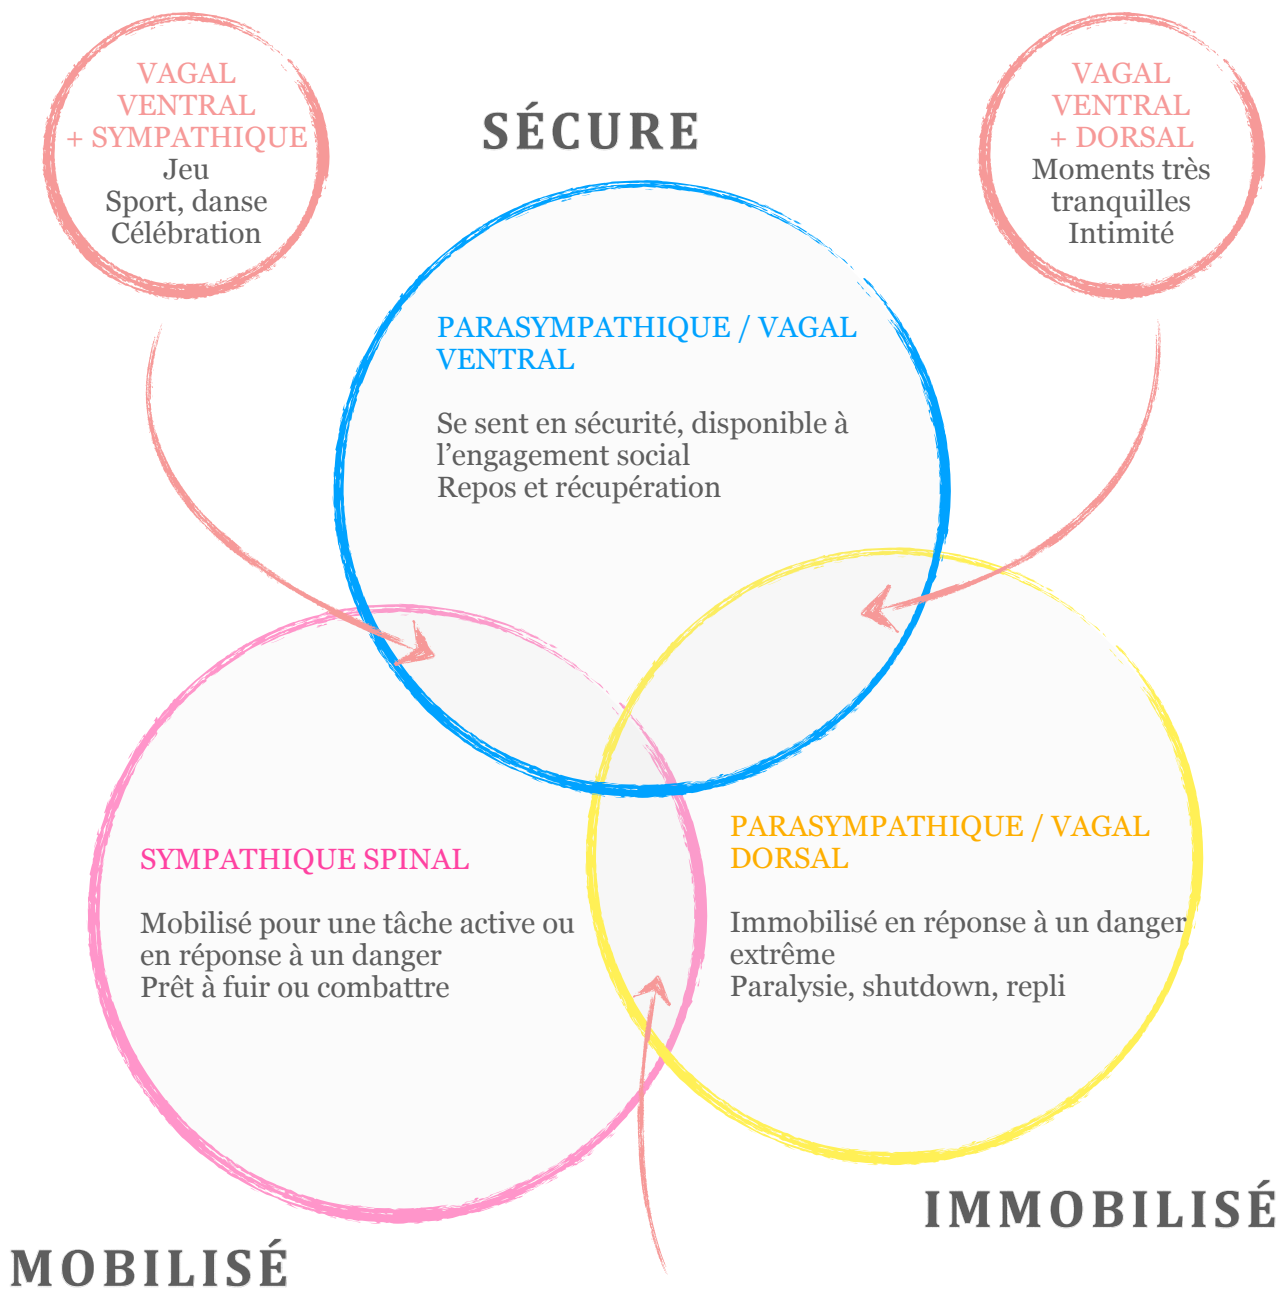 VAGAL
VENTRAL
+ SYMPATHIQUE
Jeu
Sport, danse
Célébration
VAGAL
VENTRAL
+ DORSAL
Moments très
tranquilles
Intimité
SÉCURE
PARASYMPATHIQUE / VAGAL
VENTRAL
Se sent en sécurité, disponible à
l’engagement social
Repos et récupération
SYMPATHIQUE SPINAL
Mobilisé pour une tâche active ou
en réponse à un danger
Prêt à fuir ou combattre
PARASYMPATHIQUE / VAGAL
DORSAL
Immobilisé en réponse à un danger
extrême
Paralysie, shutdown, repli
IMMOBILISÉ
MOBILISÉ